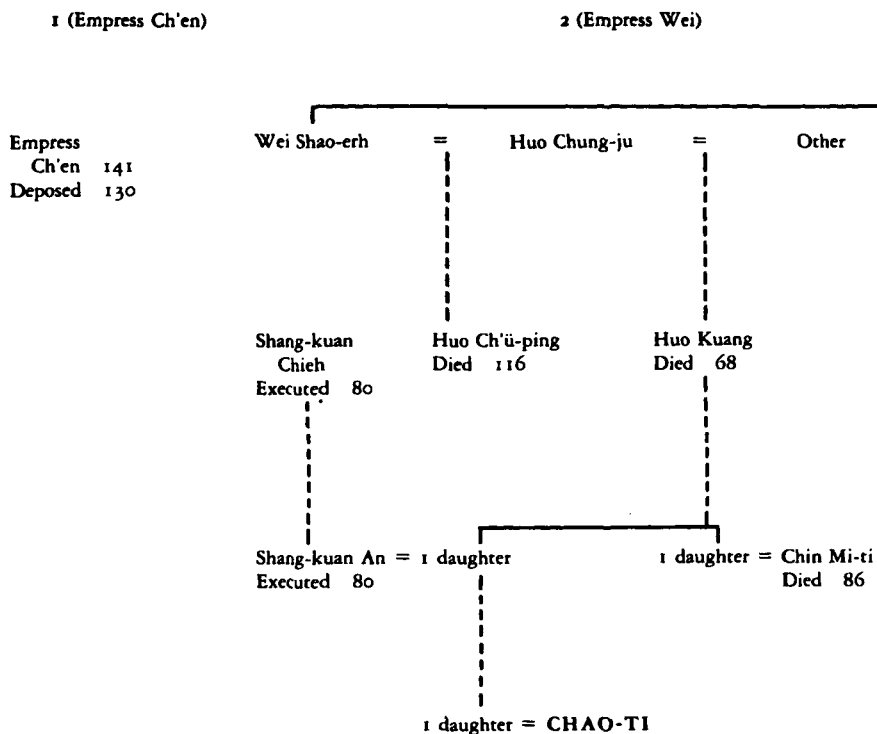 1 (Empress Ch'en) 2 (Empress Wei)
Empress
Ch'en 141
Deposed 130
Wei Shao-erh = Huo Chung-ju = Other
Shang-kuan
Chieh
Executed 80
Huo Ch'ü-ping
Died 116
Huo Kuang
Died 68
Shang-kuan An = 1 daughter
Executed 80
1 daughter = Chin Mi-ti
Died 86
1 daughter = CHAO-TI